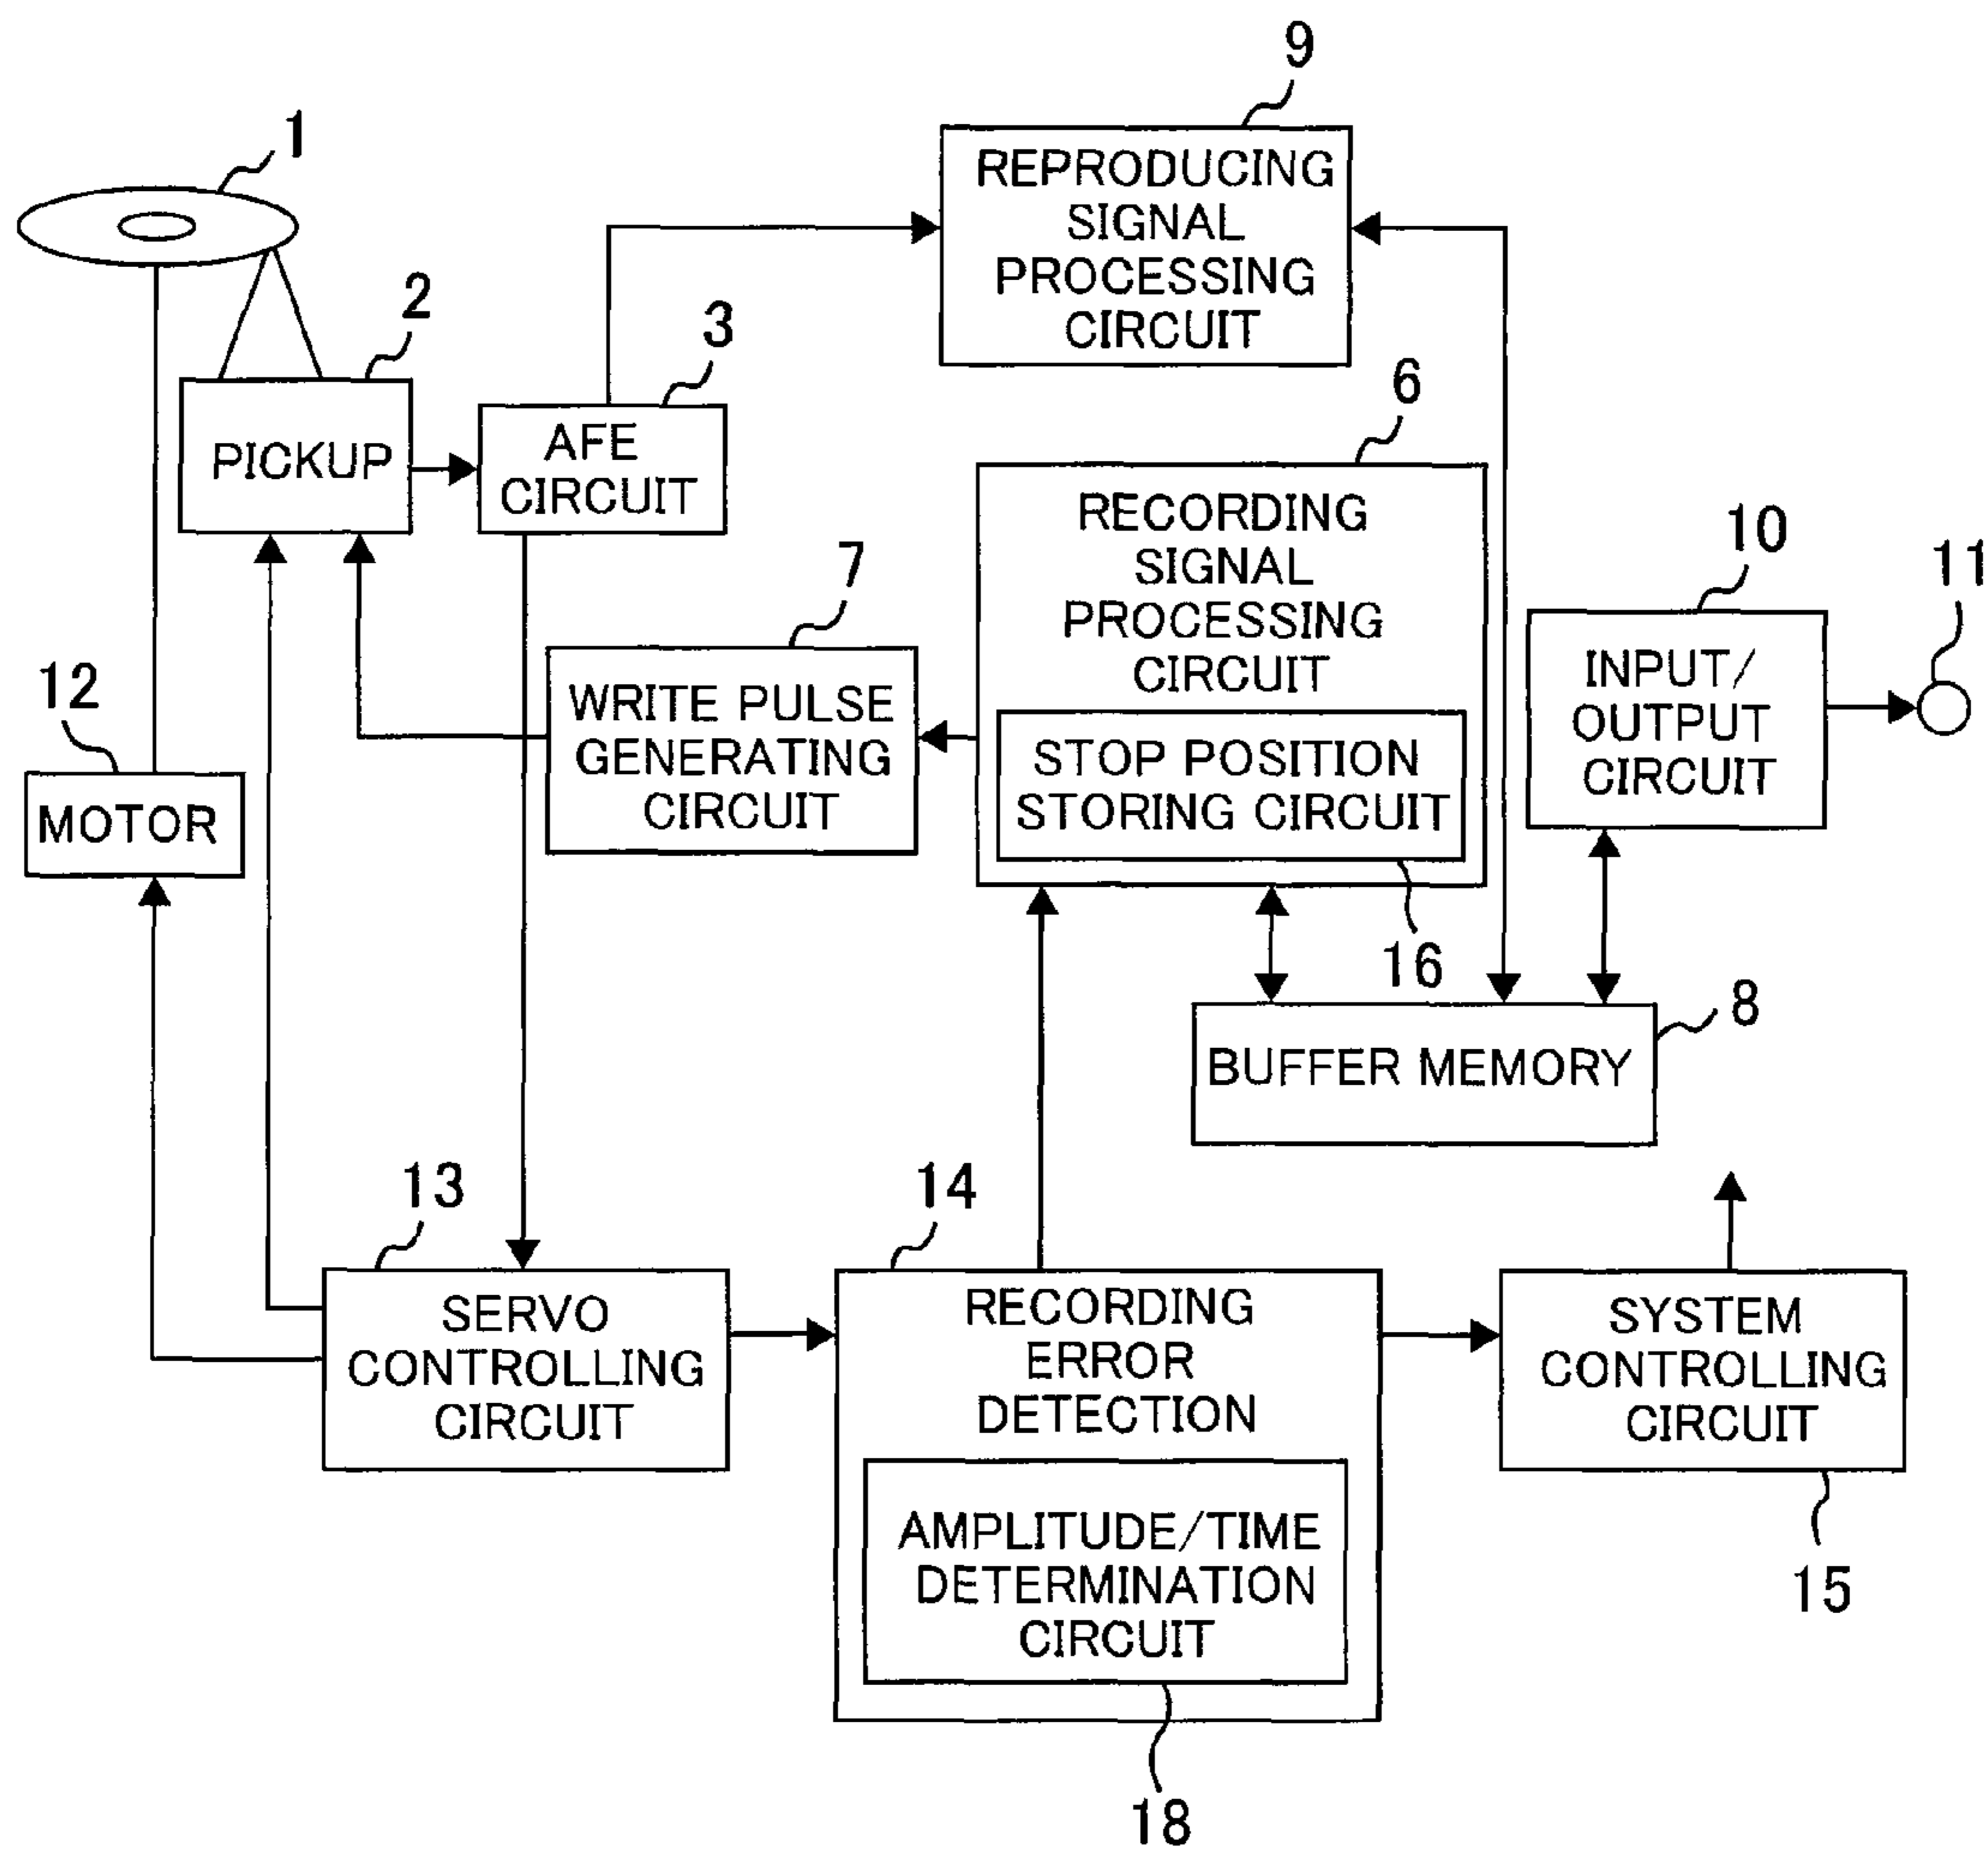 9
1
REPRODUCING
SIGNAL
PROCESSING
CIRCUIT
2
3
6
PICKUP
AFE
CIRCUIT
RECORDING
SIGNAL
PROCESSING
CIRCUIT
10
11
7
12
WRITE PULSE
GENERATING
CIRCUIT
STOP POSITION
STORING CIRCUIT
INPUT/
OUTPUT
CIRCUIT
MOTOR
16
8
BUFFER MEMORY
13
14
SERVO
CONTROLLING
CIRCUIT
RECORDING
ERROR
DETECTION
SYSTEM
CONTROLLING
CIRCUIT
AMPLITUDE/TIME
DETERMINATION
CIRCUIT
15
18